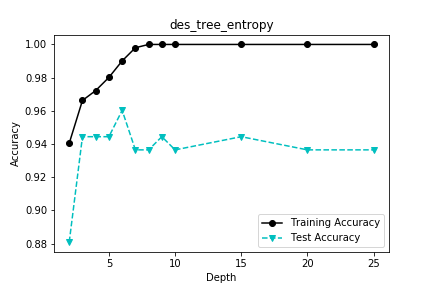 des_tree_entropy
1.00
0.98
0.96
0.94
0.92
0.90
0.88
Accuracy
Training Accuracy
Test Accuracy
5 10 15 20 25
Depth